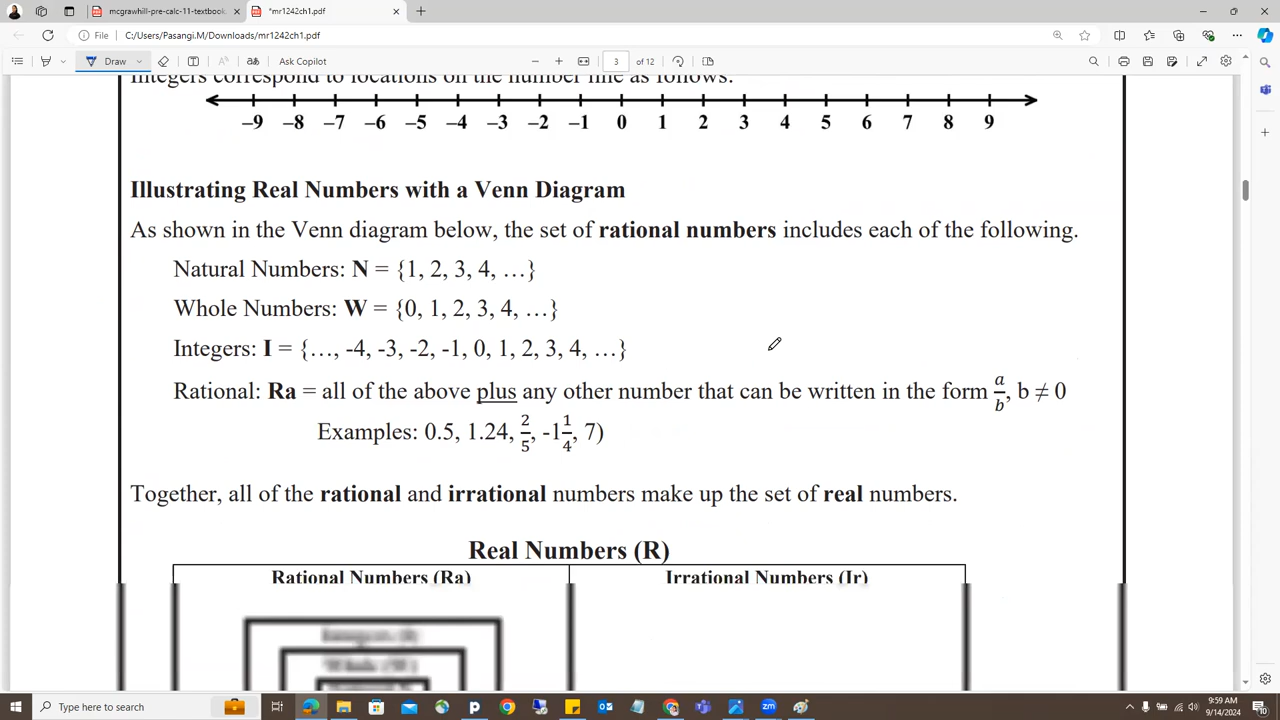 mcgrawhill-pre-calc-11-textbook
*mr1242ch1.pdf
File
C:/Users/Pasangi.M/Downloads/mr1242ch1.pdf
Draw
aあ
Ask Copilot
3
of 12
Integers correspond to locations on the number line as follows:
–9 –8 –7 –6 –5 –4 –3 –2 –1 0 1 2 3 4 5 6 7 8 9
Illustrating Real Numbers with a Venn Diagram
As shown in the Venn diagram below, the set of rational numbers includes each of the following.
Natural Numbers: N = {1, 2, 3, 4, …}
Whole Numbers: W = {0, 1, 2, 3, 4, …}
Integers: I = {…, -4, -3, -2, -1, 0, 1, 2, 3, 4, …}
Rational: Ra = all of the above plus any other number that can be written in the form a/b, b ≠ 0
Examples: 0.5, 1.24, 2/5, -1 1/4, 7)
Together, all of the rational and irrational numbers make up the set of real numbers.
Real Numbers (R)
Rational Numbers (Ra) Irrational Numbers (Ir)
Whole (W)
Type here to search
9:59 AM
9/14/2024